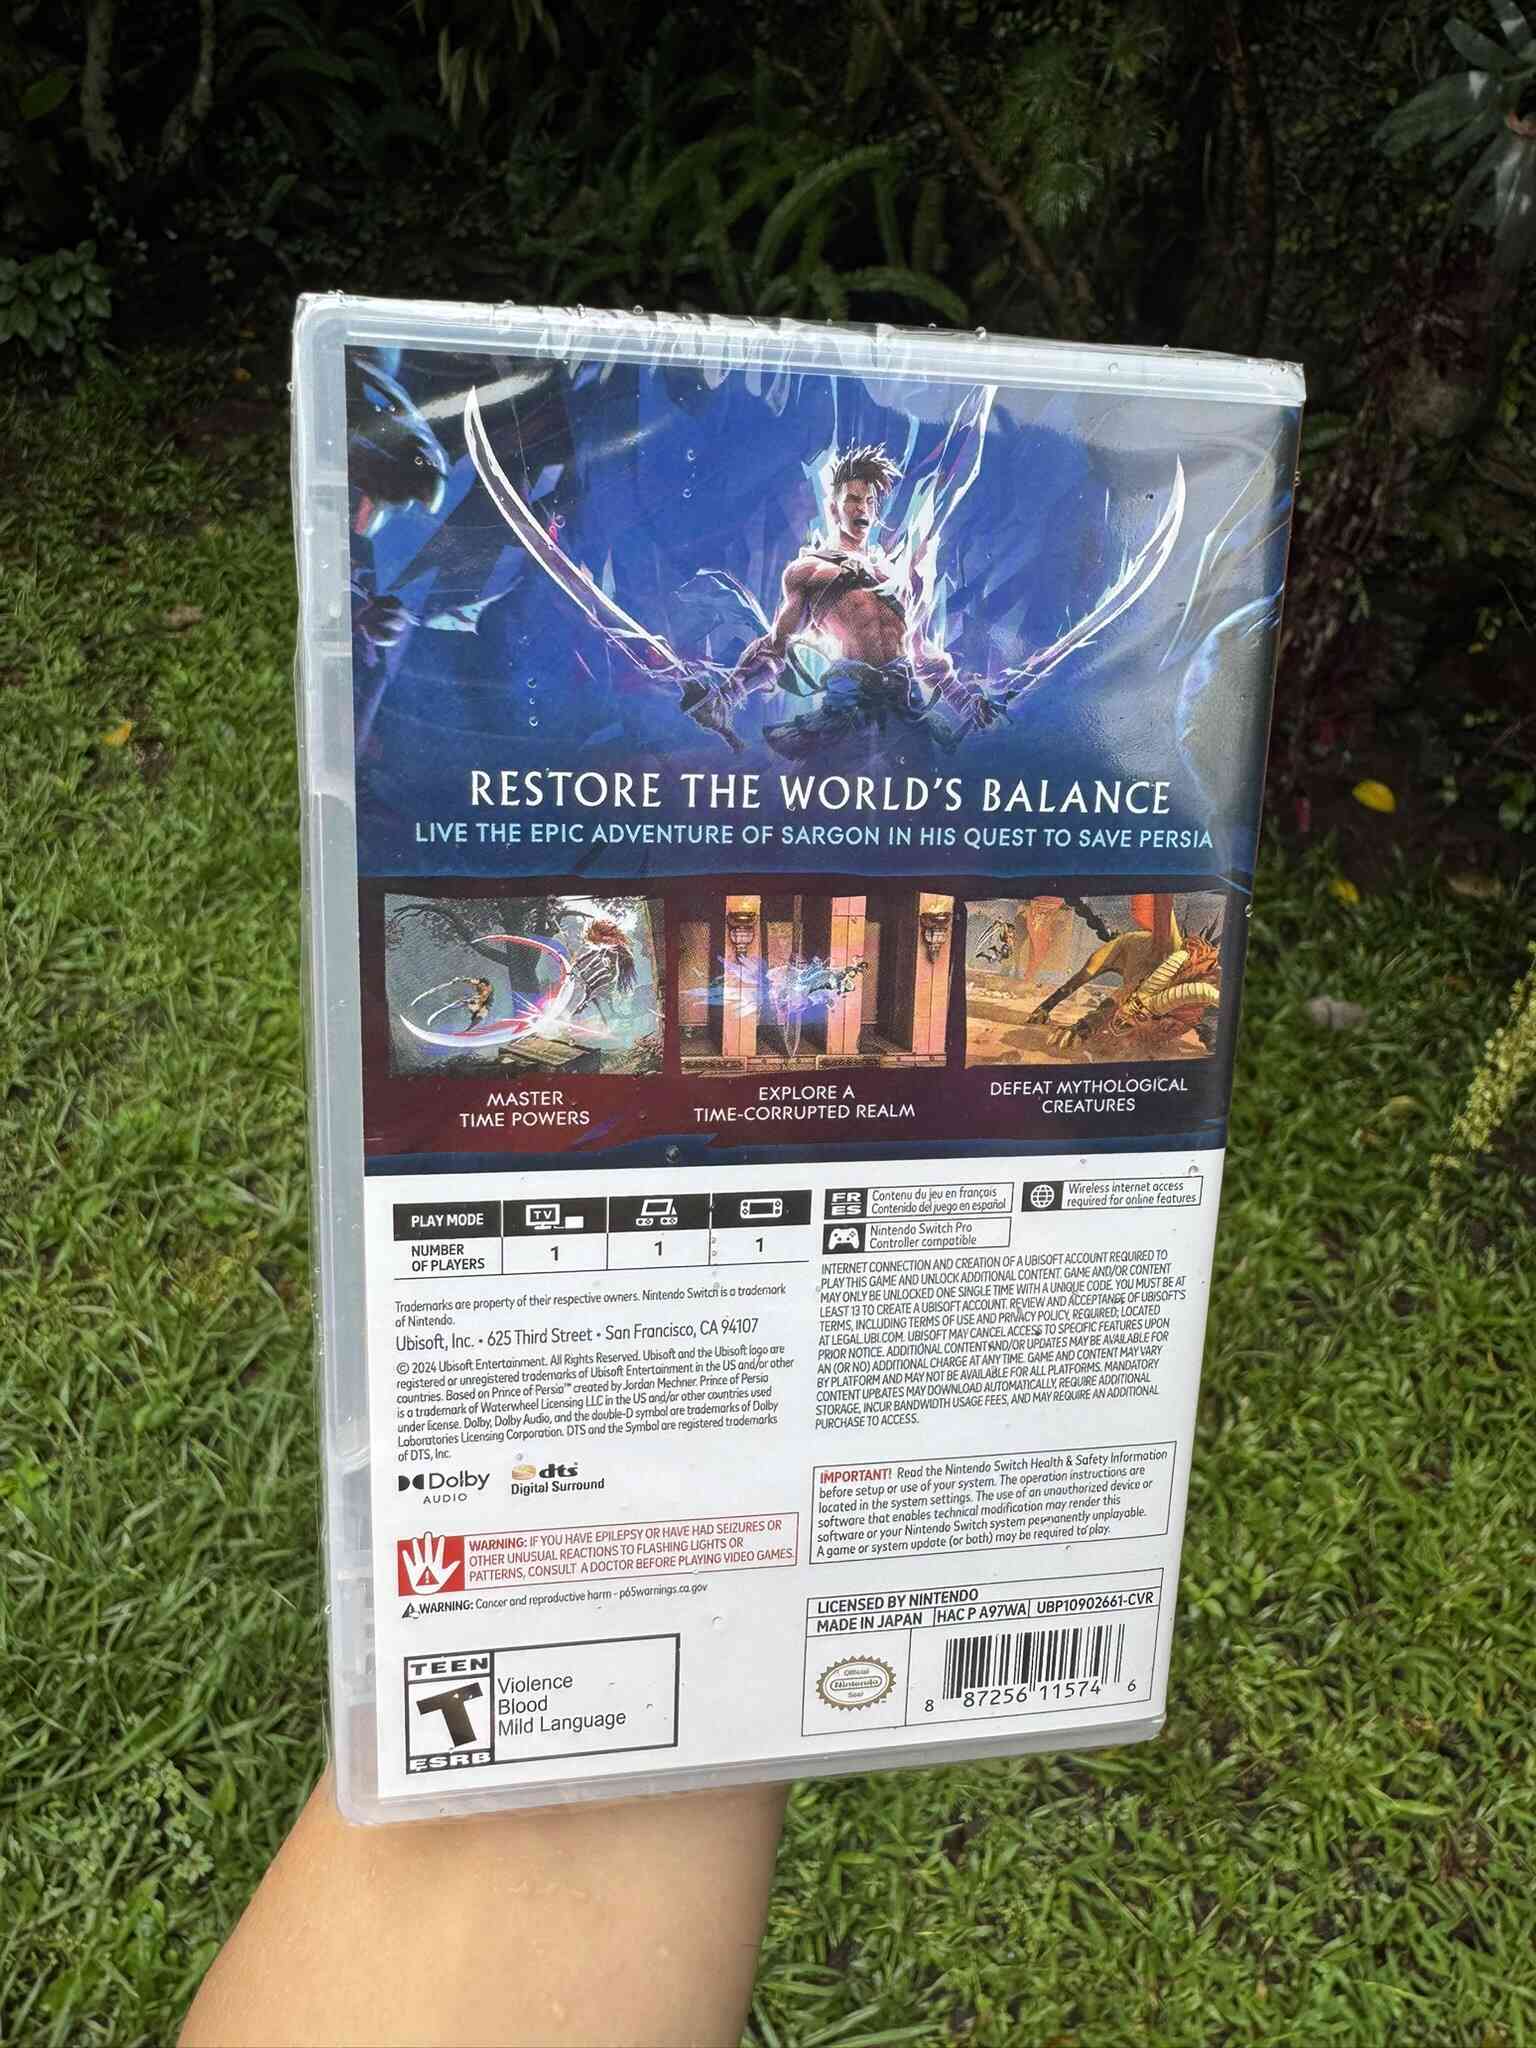 RESTORE THE WORLD'S BALANCE
LIVE THE EPIC ADVENTURE OF SARGON IN HIS QUEST TO SAVE PERSIA
MASTER
TIME POWERS
EXPLORE A
TIME-CORRUPTED REALM
DEFEAT MYTHOLOGICAL
CREATURES
PLAY MODE
TV
NUMBER
OF PLAYERS
1
1
1
FR
ES
Contenu du jeu en français
Contenido del juego en español
Wireless internet access
required for online features
Nintendo Switch Pro
Controller compatible
Trademarks are property of their respective owners. Nintendo Switch is a trademark
of Nintendo.
Ubisoft, Inc. • 625 Third Street • San Francisco, CA 94107
© 2024 Ubisoft Entertainment. All Rights Reserved. Ubisoft and the Ubisoft logo are
registered or unregistered trademarks of Ubisoft Entertainment in the US and/or other
countries. Based on Prince of Persia™ created by Jordan Mechner. Prince of Persia
is a trademark of Waterwheel Licensing LLC in the US and/or other countries used
under license. Dolby, Dolby Audio, and the double-D symbol are trademarks of Dolby
Laboratories Licensing Corporation. DTS and the Symbol are registered trademarks
of DTS, Inc.
Dolby
AUDIO
dts
Digital Surround
INTERNET CONNECTION AND CREATION OF A UBISOFT ACCOUNT REQUIRED TO
PLAY THIS GAME AND UNLOCK ADDITIONAL CONTENT. GAME AND/OR CONTENT
MAY ONLY BE UNLOCKED ONE SINGLE TIME WITH A UNIQUE CODE. YOU MUST BE AT
LEAST 13 TO CREATE A UBISOFT ACCOUNT. REVIEW AND ACCEPTANCE OF UBISOFT'S
TERMS, INCLUDING TERMS OF USE AND PRIVACY POLICY, REQUIRED; LOCATED
AT LEGAL.UBI.COM. UBISOFT MAY CANCEL ACCESS TO SPECIFIC FEATURES UPON
PRIOR NOTICE. ADDITIONAL CONTENT AND/OR UPDATES MAY BE AVAILABLE FOR
AN (OR NO) ADDITIONAL CHARGE AT ANY TIME. GAME AND CONTENT MAY VARY
BY PLATFORM AND MAY NOT BE AVAILABLE FOR ALL PLATFORMS. MANDATORY
CONTENT UPDATES MAY DOWNLOAD AUTOMATICALLY, REQUIRE ADDITIONAL
STORAGE, INCUR BANDWIDTH USAGE FEES, AND MAY REQUIRE AN ADDITIONAL
PURCHASE TO ACCESS.
IMPORTANT! Read the Nintendo Switch Health & Safety Information
before setup or use of your system. The operation instructions are
located in the system settings. The use of an unauthorized device or
software that enables technical modification may render this
software or your Nintendo Switch system permanently unplayable.
A game or system update (or both) may be required to play.
WARNING: IF YOU HAVE EPILEPSY OR HAVE HAD SEIZURES OR
OTHER UNUSUAL REACTIONS TO FLASHING LIGHTS OR
PATTERNS, CONSULT A DOCTOR BEFORE PLAYING VIDEO GAMES.
WARNING: Cancer and reproductive harm - p65warnings.ca.gov
LICENSED BY NINTENDO
MADE IN JAPAN HAC P A97WA UBP10902661-CVR
Official
Nintendo
Seal
8 87256 11574 6
TEEN
T
ESRB
Violence
Blood
Mild Language